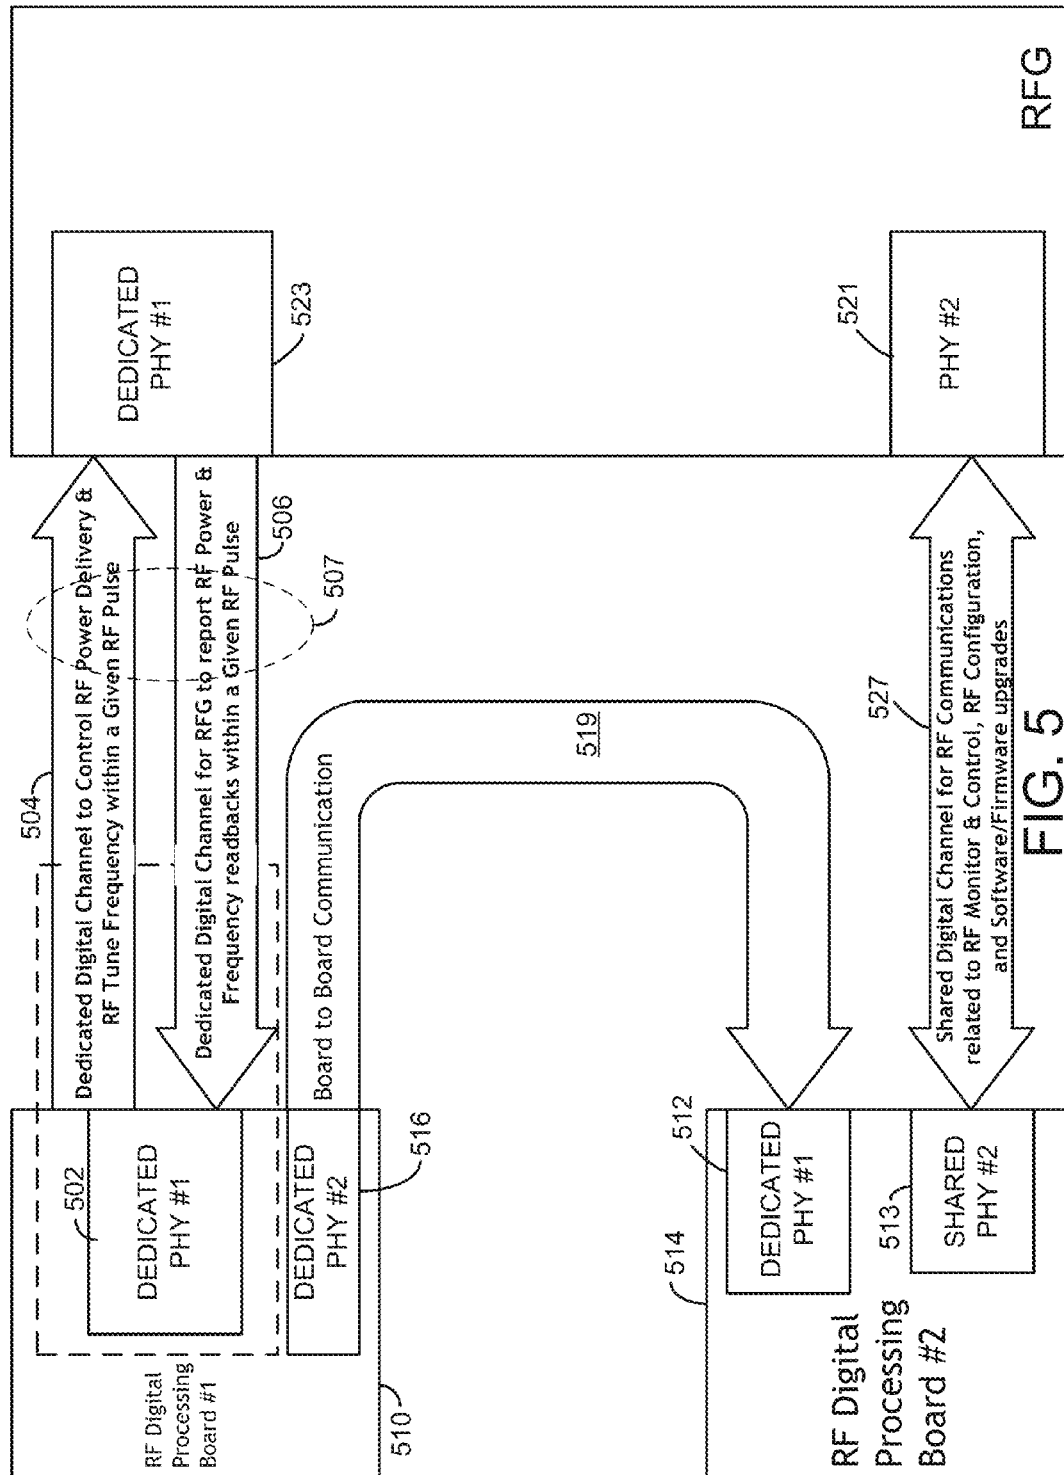 RF Digital
Processing
Board #1
510
502
DEDICATED
PHY #1
DEDICATED
PHY #2
516
504
Dedicated Digital Channel to Control RF Power Delivery &
RF Tune Frequency within a Given RF Pulse
Dedicated Digital Channel for RFG to report RF Power &
Frequency readbacks within a Given RF Pulse
506
507
Board to Board Communication
519
DEDICATED
PHY #1
523
RFG
RF Digital
Processing
Board #2
514
512
DEDICATED
PHY #1
513
SHARED
PHY #2
527
Shared Digital Channel for RF Communications
related to RF Monitor & Control, RF Configuration,
and Software/Firmware upgrades
521
PHY #2
FIG. 5